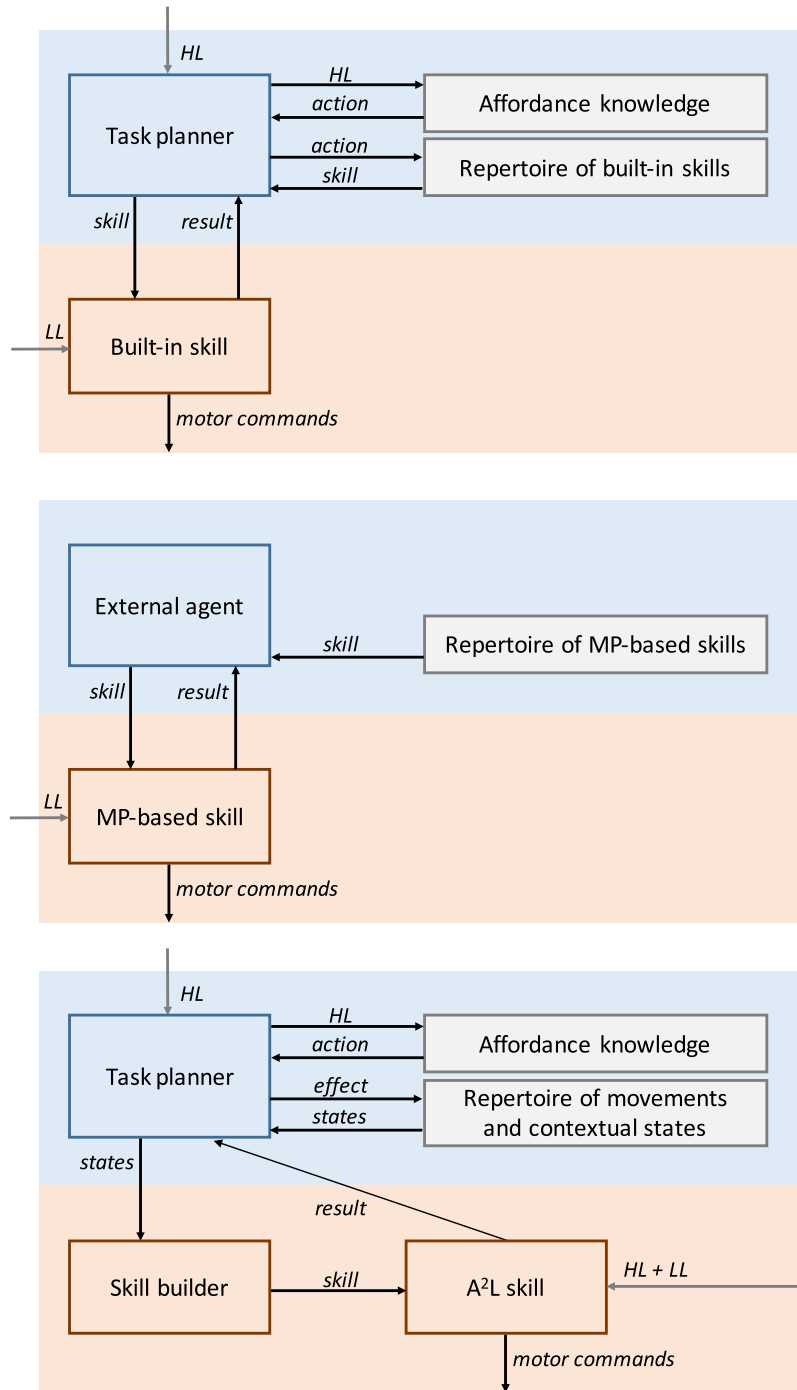 HL
HL
Affordance knowledge
action
Task planner
action
Repertoire of built-in skills
skill
skill
result
LL
Built-in skill
motor commands
External agent
skill
Repertoire of MP-based skills
skill
result
LL
MP-based skill
motor commands
HL
HL
Affordance knowledge
action
Task planner
effect
Repertoire of movements
and contextual states
states
states
result
Skill builder
skill
A²L skill
HL + LL
motor commands